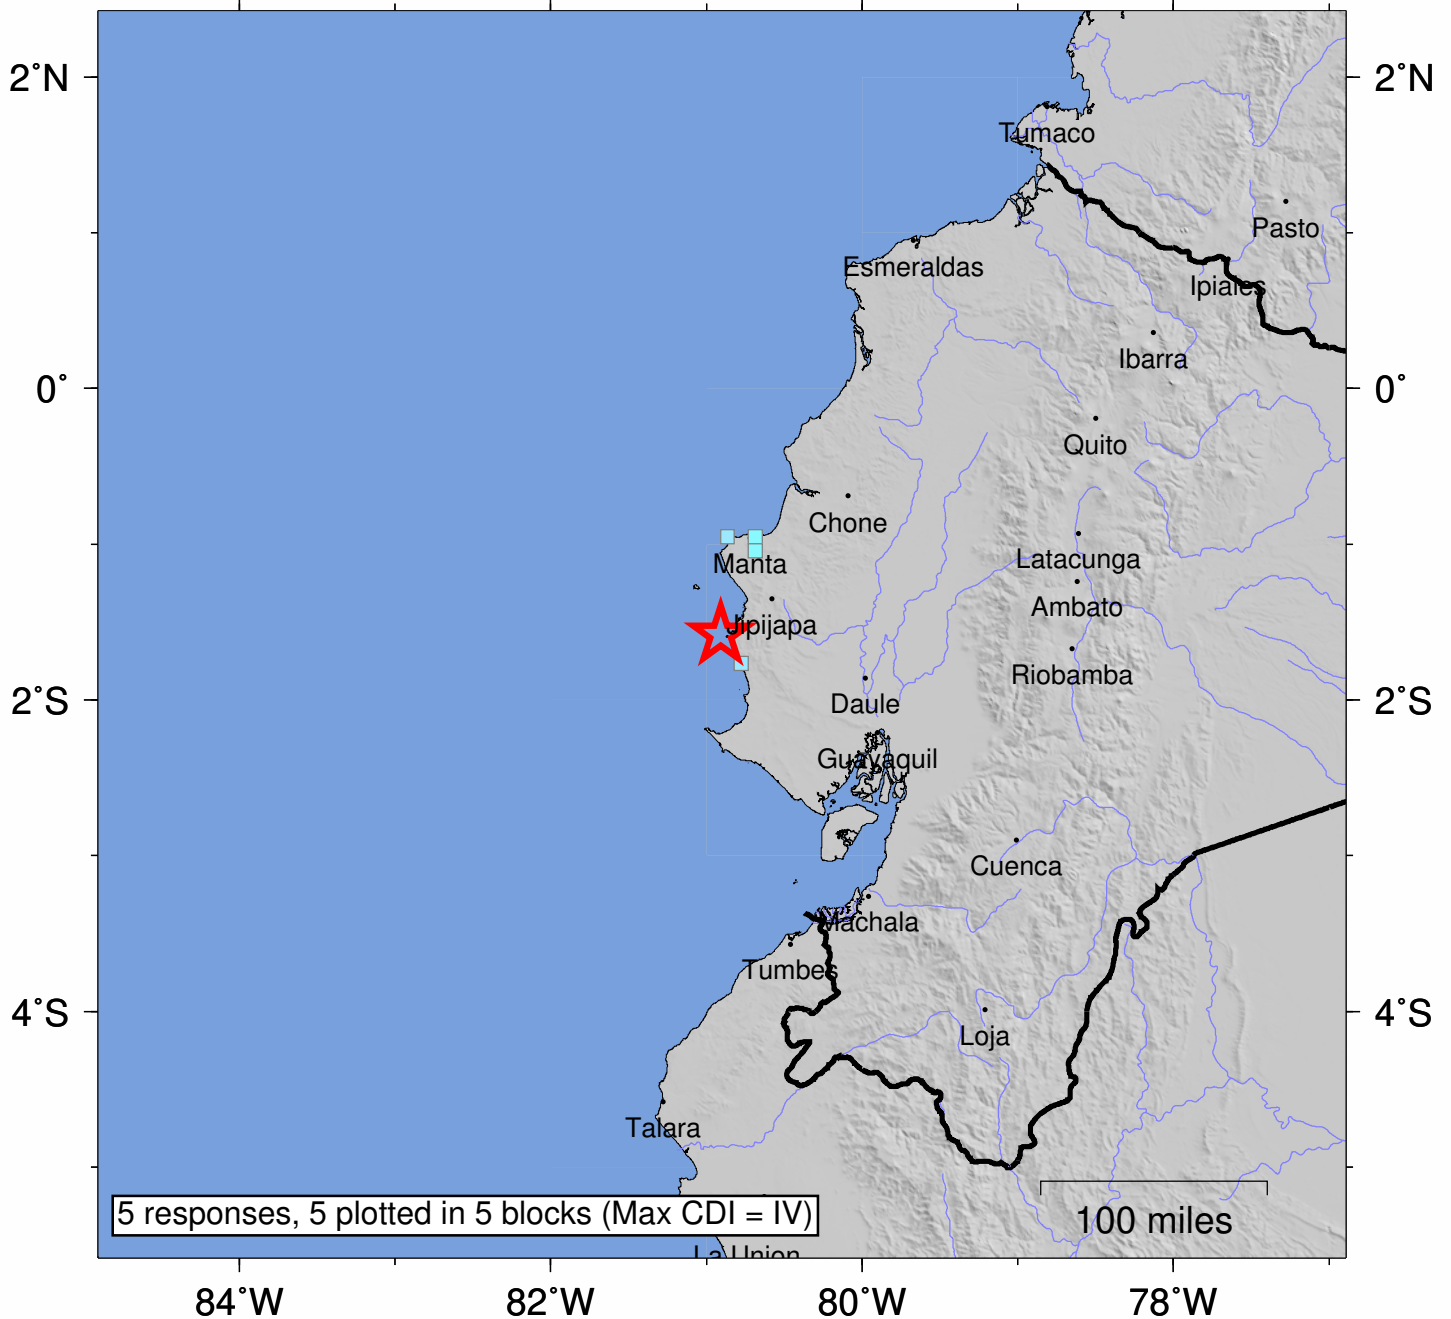 2°N
2°N
Tumaco
Pasto
Esmeraldas
Ipiales
Ibarra
0°
0°
Quito
Chone
Latacunga
Manta
Ambato
Jipijapa
Riobamba
2°S
2°S
Daule
Guayaquil
Cuenca
Machala
Tumbes
4°S
4°S
Loja
Talara
5 responses, 5 plotted in 5 blocks (Max CDI = IV)
100 miles
La Union
84°W
82°W
80°W
78°W